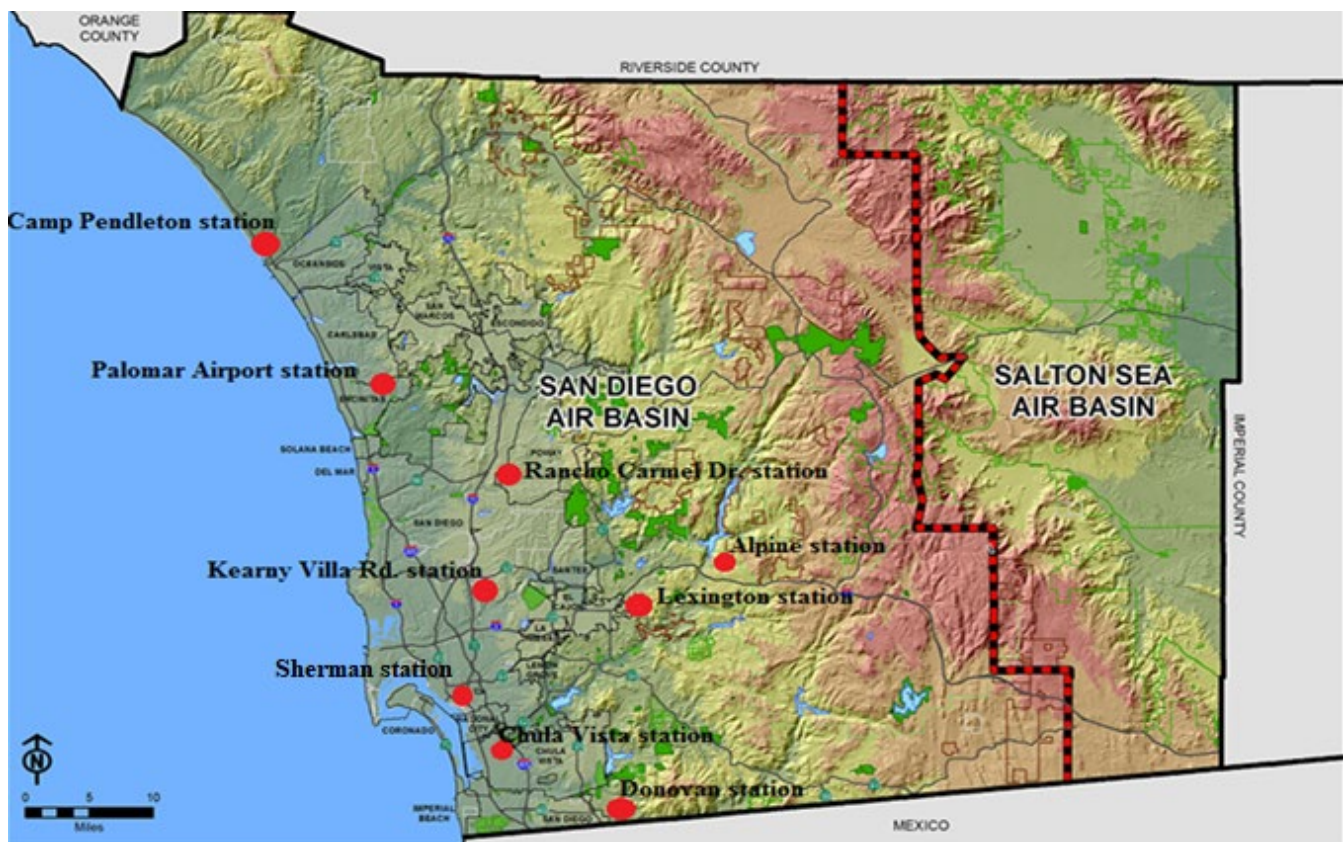 ORANGE
COUNTY
RIVERSIDE COUNTY
Camp Pendleton station
OCEANSIDE
VISTA
SAN
MARCOS
ESCONDIDO
CARLSBAD
Palomar Airport station
ENCINITAS
SAN DIEGO
AIR BASIN
SALTON SEA
AIR BASIN
IMPERIAL COUNTY
SOLANA BEACH
DEL MAR
POWAY
Rancho Carmel Dr. station
SAN DIEGO
Alpine station
Kearny Villa Rd. station
SANTEE
EL
CAJON
Lexington station
LA
MESA
LEMON
GROVE
Sherman station
NATIONAL
CITY
CORONADO
Chula Vista station
CHULA
VISTA
Donovan station
IMPERIAL
BEACH
SAN DIEGO
MEXICO
N
0 5 10
Miles